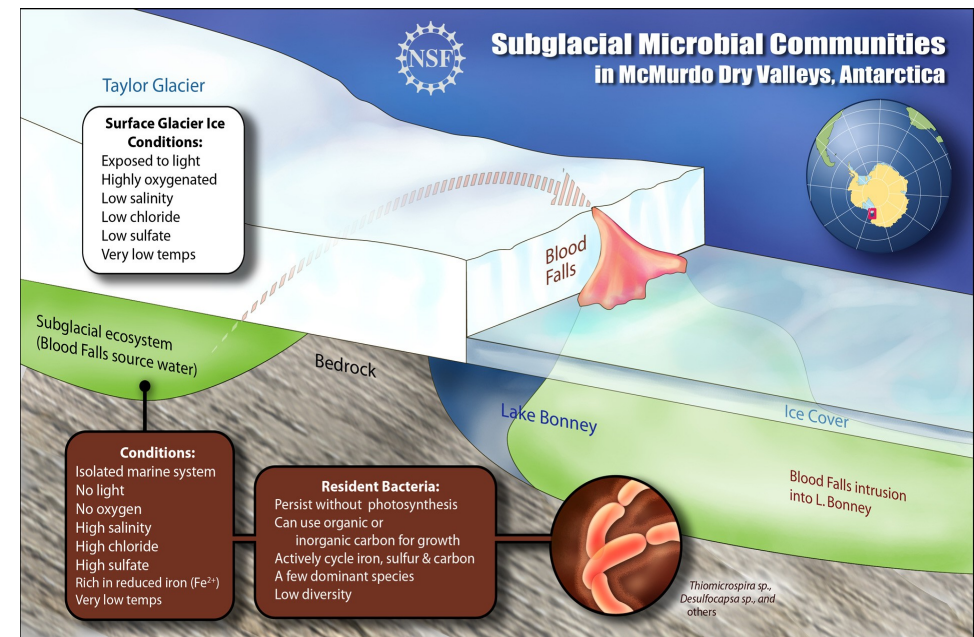 NSF
Subglacial Microbial Communities
in McMurdo Dry Valleys, Antarctica
Taylor Glacier
Surface Glacier Ice
Conditions:
Exposed to light
Highly oxygenated
Low salinity
Low chloride
Low sulfate
Very low temps
Blood
Falls
Subglacial ecosystem
(Blood Falls source water)
Bedrock
Lake Bonney
Ice Cover
Blood Falls intrusion
into L. Bonney
Conditions:
Isolated marine system
No light
No oxygen
High salinity
High chloride
High sulfate
Rich in reduced iron (Fe²⁺)
Very low temps
Resident Bacteria:
Persist without photosynthesis
Can use organic or
inorganic carbon for growth
Actively cycle iron, sulfur & carbon
A few dominant species
Low diversity
Thiomicrospira sp.,
Desulfocapsa sp., and
others